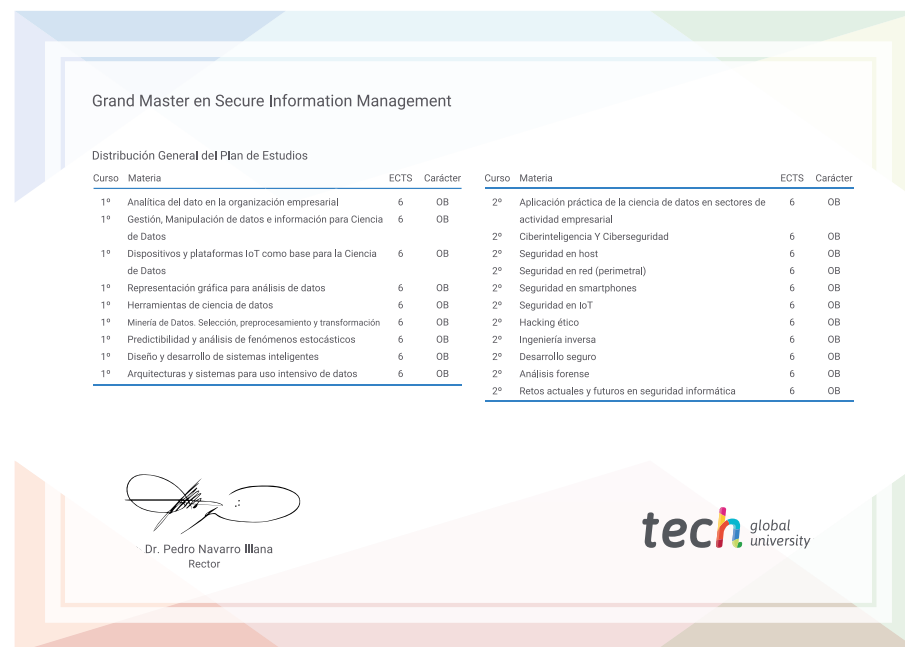 Grand Master en Secure Information Management
Distribución General del Plan de Estudios
Curso Materia ECTS Carácter
1º Analítica del dato en la organización empresarial 6 OB
1º Gestión, Manipulación de datos e información para Ciencia 6 OB
de Datos
1º Dispositivos y plataformas IoT como base para la Ciencia 6 OB
de Datos
1º Representación gráfica para análisis de datos 6 OB
1º Herramientas de ciencia de datos 6 OB
1º Minería de Datos. Selección, preprocesamiento y transformación 6 OB
1º Predictibilidad y análisis de fenómenos estocásticos 6 OB
1º Diseño y desarrollo de sistemas inteligentes 6 OB
1º Arquitecturas y sistemas para uso intensivo de datos 6 OB
Curso Materia ECTS Carácter
2º Aplicación práctica de la ciencia de datos en sectores de 6 OB
actividad empresarial
2º Ciberinteligencia Y Ciberseguridad 6 OB
2º Seguridad en host 6 OB
2º Seguridad en red (perimetral) 6 OB
2º Seguridad en smartphones 6 OB
2º Seguridad en IoT 6 OB
2º Hacking ético 6 OB
2º Ingeniería inversa 6 OB
2º Desarrollo seguro 6 OB
2º Análisis forense 6 OB
2º Retos actuales y futuros en seguridad informática 6 OB
Dr. Pedro Navarro Illana
Rector
tech global
university